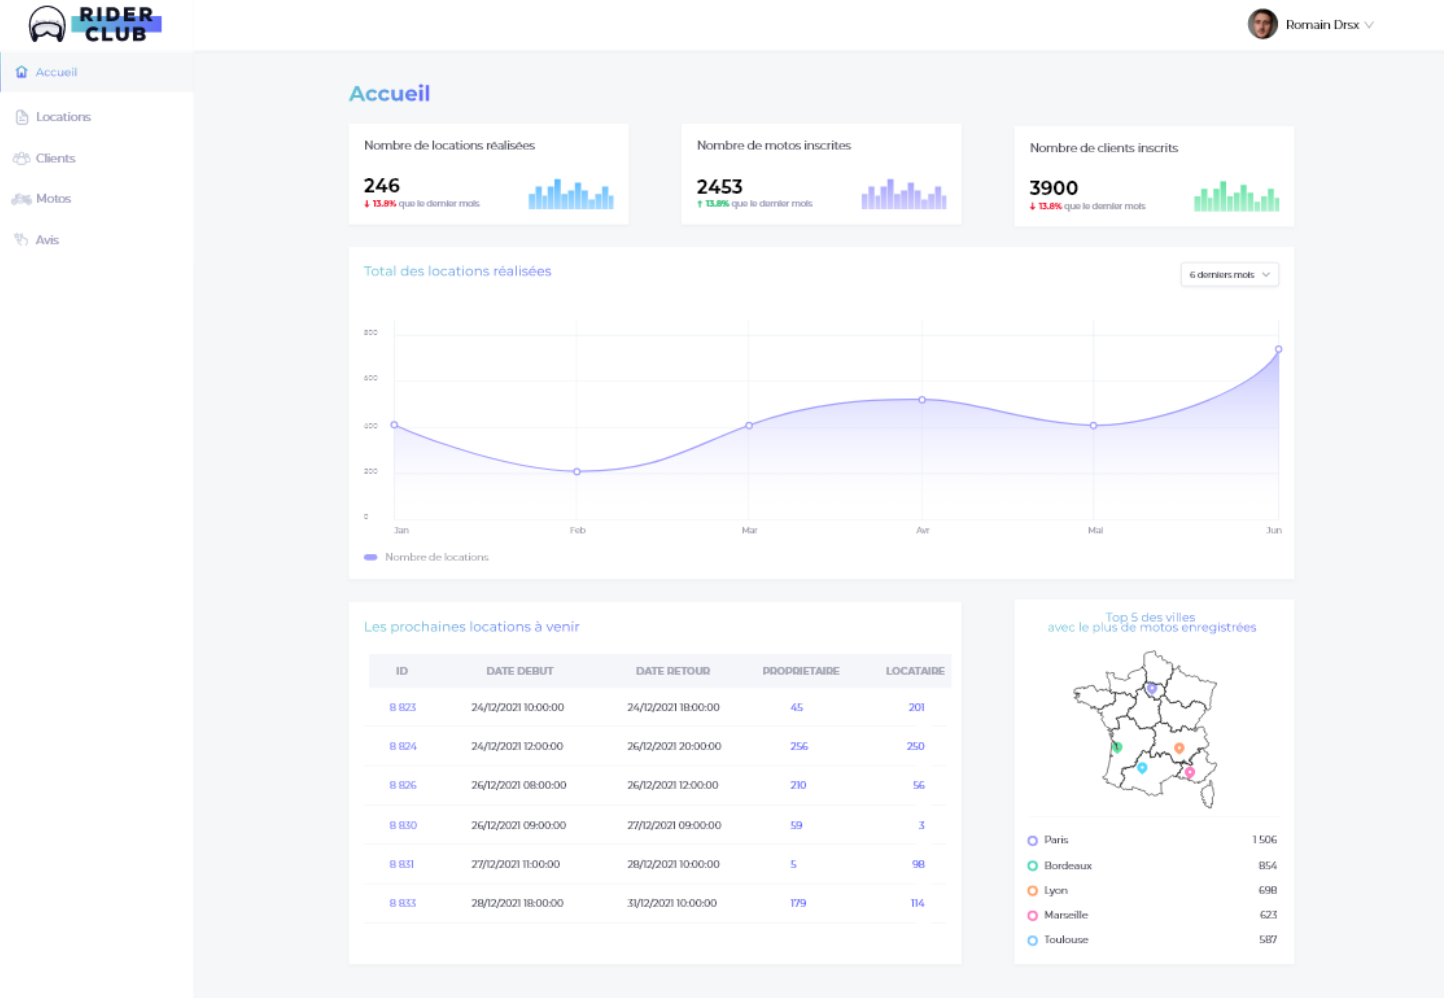 RIDER
CLUB
Romain Drsx
Accueil
Locations
Clients
Motos
Avis
Accueil
Nombre de locations réalisées
246
13.8% que le dernier mois
Nombre de motos inscrites
2453
13.8% que le dernier mois
Nombre de clients inscrits
3900
13.8% que le dernier mois
Total des locations réalisées
6 derniers mois
800
600
400
200
0
Jan
Feb
Mar
Avr
Mai
Jun
Nombre de locations
Les prochaines locations à venir
ID DATE DEBUT DATE RETOUR PROPRIETAIRE LOCATAIRE
8 823 24/12/2021 10:00:00 24/12/2021 18:00:00 45 201
8 824 24/12/2021 12:00:00 26/12/2021 20:00:00 256 250
8 826 26/12/2021 08:00:00 26/12/2021 12:00:00 210 56
8 830 26/12/2021 09:00:00 27/12/2021 09:00:00 59 3
8 831 27/12/2021 11:00:00 28/12/2021 10:00:00 5 98
8 833 28/12/2021 18:00:00 31/12/2021 10:00:00 179 114
Top 5 des villes
avec le plus de motos enregistrées
Paris 1 506
Bordeaux 854
Lyon 698
Marseille 623
Toulouse 587